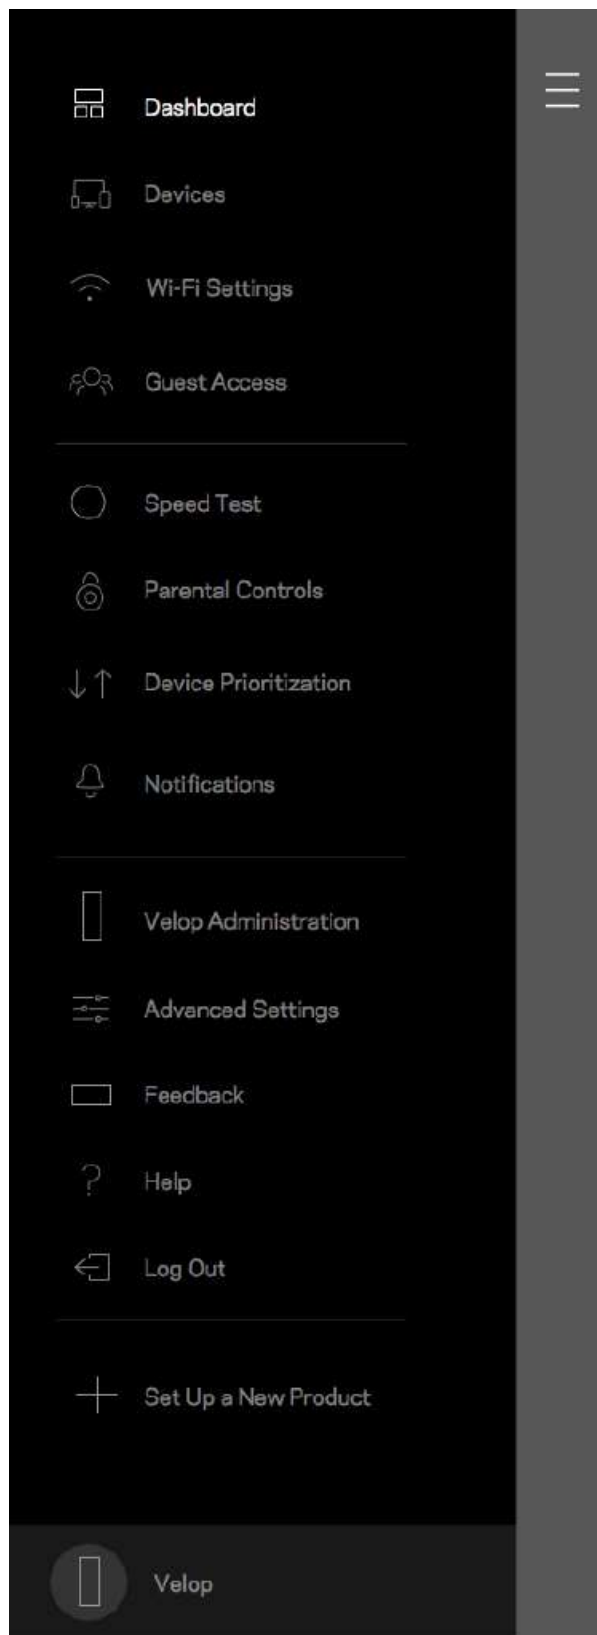 Dashboard
Devices
Wi-Fi Settings
Guest Access
Speed Test
Parental Controls
Device Prioritization
Notifications
Velop Administration
Advanced Settings
Feedback
Help
Log Out
Set Up a New Product
Velop